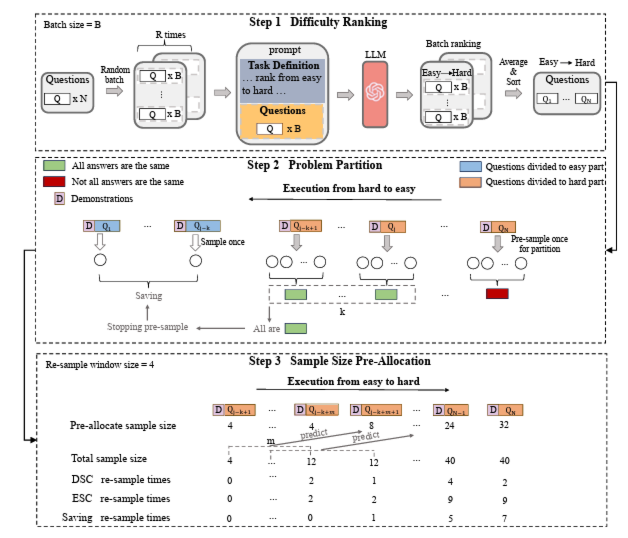 Step 1 Difficulty Ranking
Batch size = B
R times
Random batch
Questions
Q x N
Q x B
⋮
Q x B
prompt
Task Definition
... rank from easy
to hard ...
Questions
Q x B
LLM
Batch ranking
Easy → Hard
Q x B
⋮
Q x B
Average
&
Sort
Easy → Hard
Questions
Q₁ ... Q_N
Step 2 Problem Partition
All answers are the same
Not all answers are the same
D Demonstrations
Questions divided to easy part
Questions divided to hard part
Execution from hard to easy
D Q₁ ... D Q_{j-k} D Q_{j-k+1} ... D Q_j ... D Q_N
Sample once
Pre-sample once
for partition
... ... ...
Saving
... ...
k
Stopping pre-sample
All are
Step 3 Sample Size Pre-Allocation
Re-sample window size = 4
Execution from easy to hard
D Q_{j-k+1} ... D Q_{j-k+m} D Q_{j-k+m+1} ... D Q_{N-1} D Q_N
Pre-allocate sample size 4 ... 4 8 ... 24 32
m predict predict
Total sample size 4 ... 12 12 ... 40 40
DSC re-sample times 0 ... 2 1 4 2
ESC re-sample times 0 2 2 9 9
Saving re-sample times 0 ... 0 1 5 7